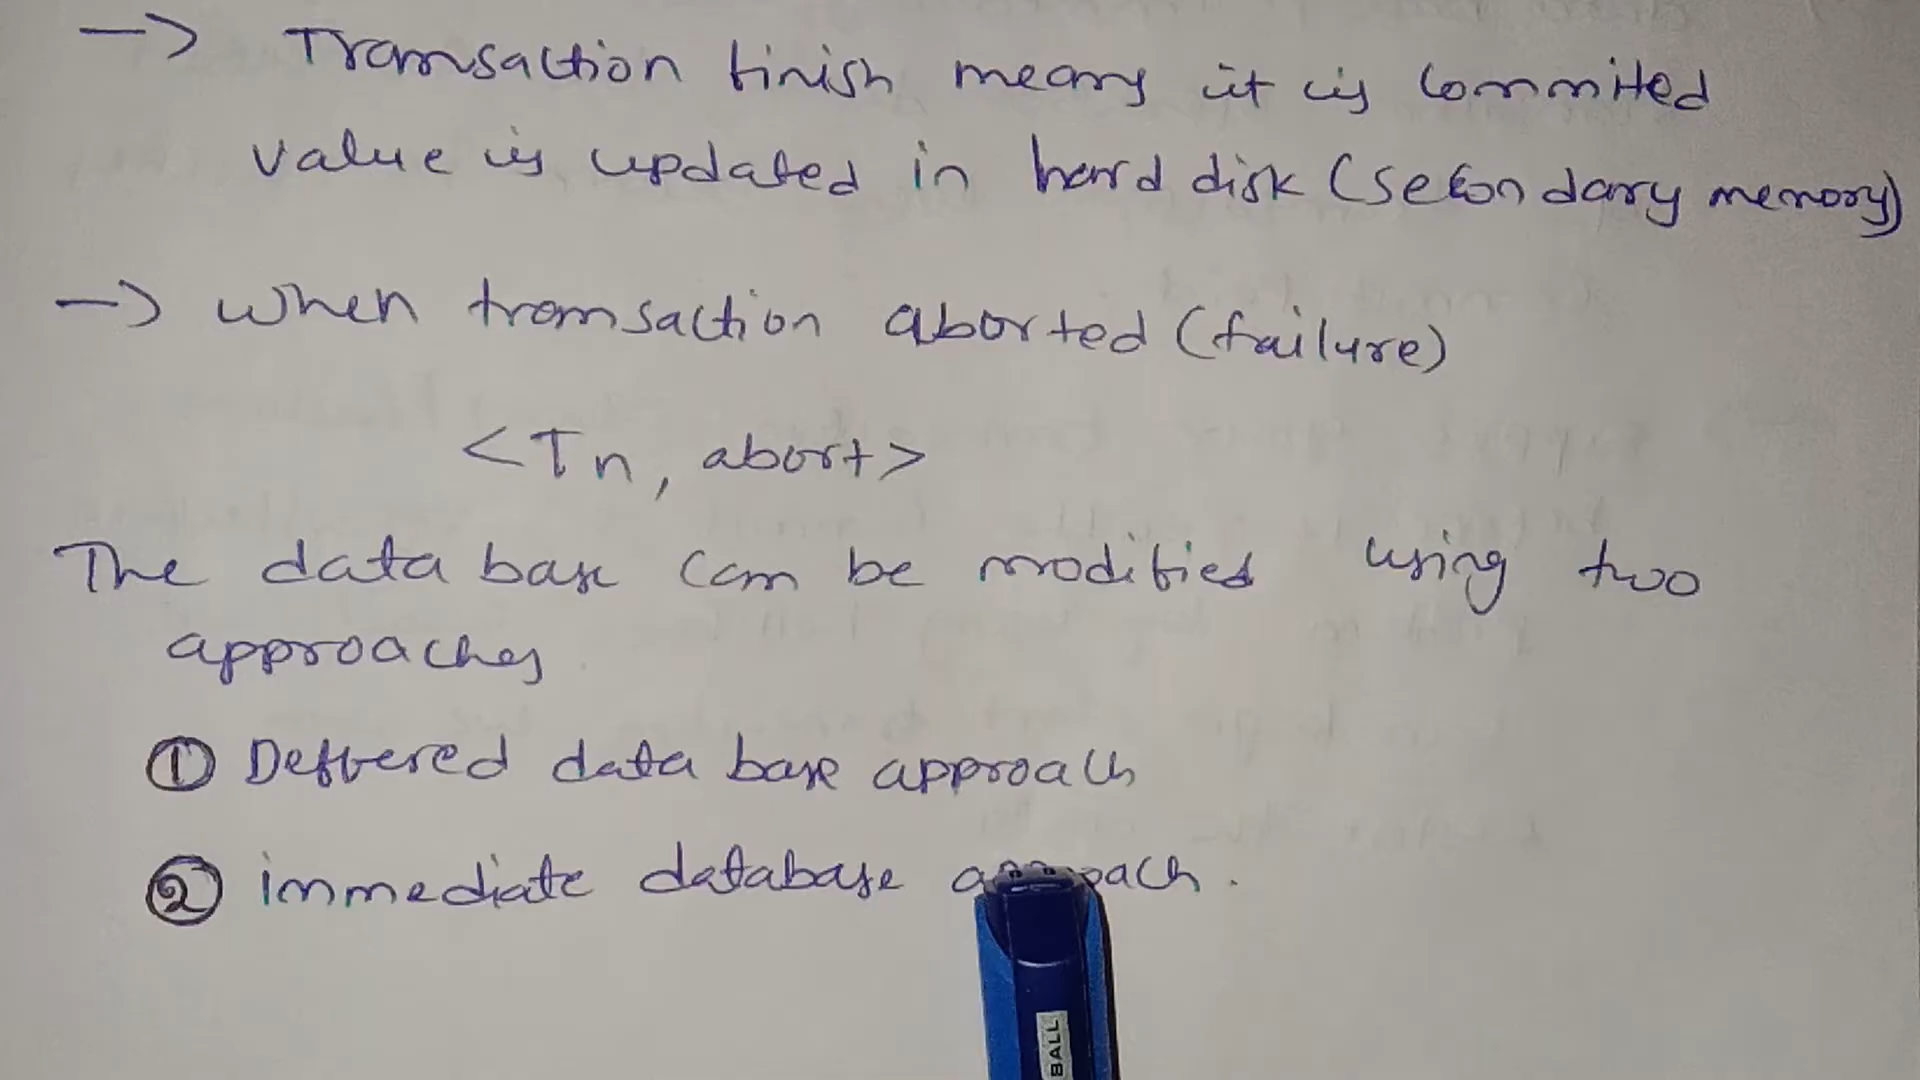 -> Transaction finish means it is commited
value is updated in hard disk (secondary memory)
-> when transaction aborted (failure)
<Tn, abort>
The data base can be modified using two
approaches
① Deffered data base approach
② immediate database approach.
BALL